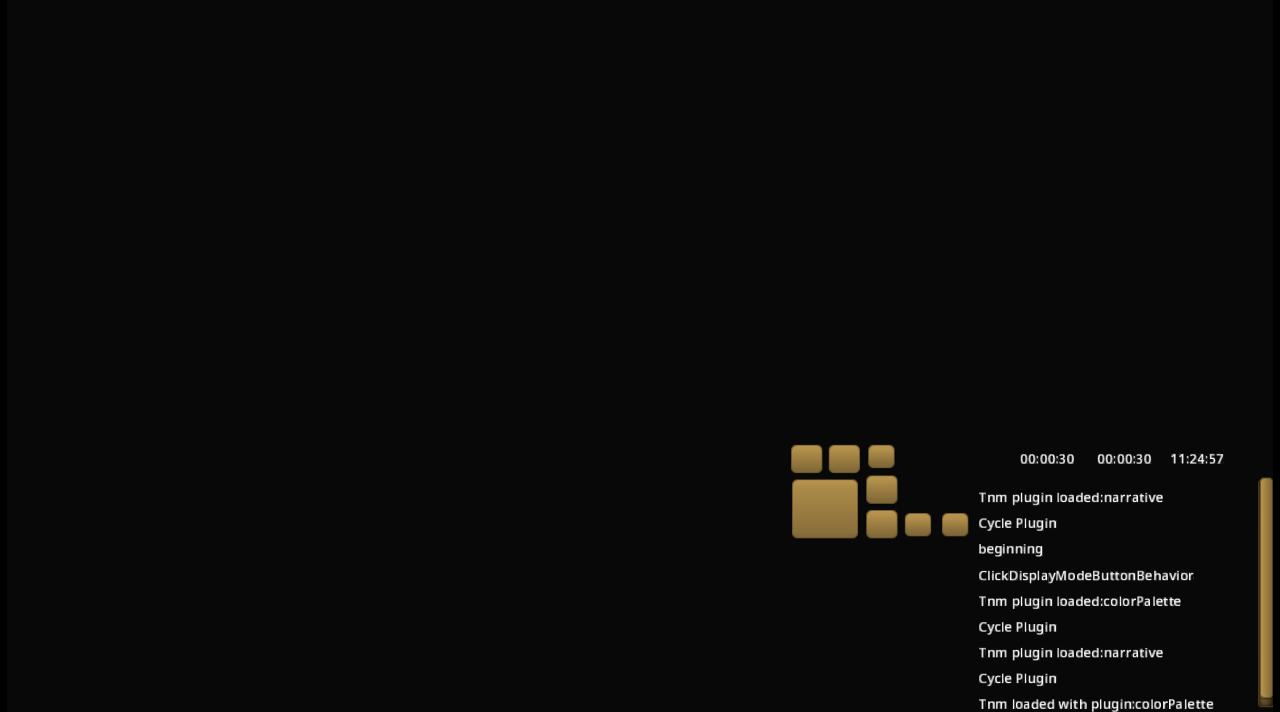 00:00:30 00:00:30 11:24:57
Tnm plugin loaded:narrative
Cycle Plugin
beginning
ClickDisplayModeButtonBehavior
Tnm plugin loaded:colorPalette
Cycle Plugin
Tnm plugin loaded:narrative
Cycle Plugin
Tnm loaded with plugin:colorPalette